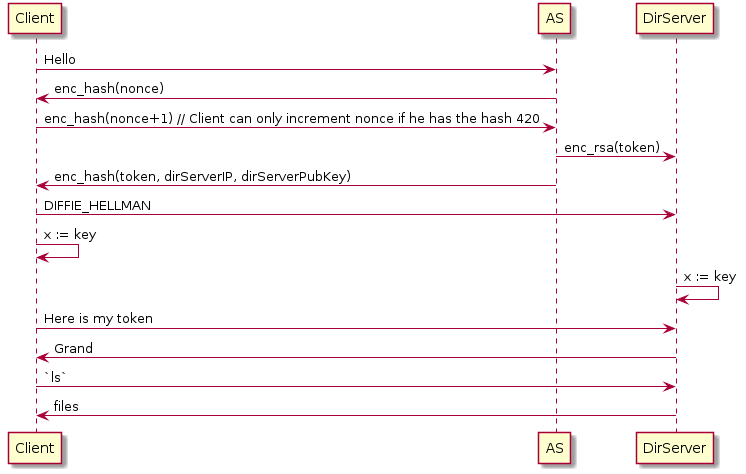 Client AS DirServer
Hello
enc_hash(nonce)
enc_hash(nonce+1) // Client can only increment nonce if he has the hash 420
enc_rsa(token)
enc_hash(token, dirServerIP, dirServerPubKey)
DIFFIE_HELLMAN
x := key
x := key
Here is my token
Grand
`ls`
files
Client AS DirServer